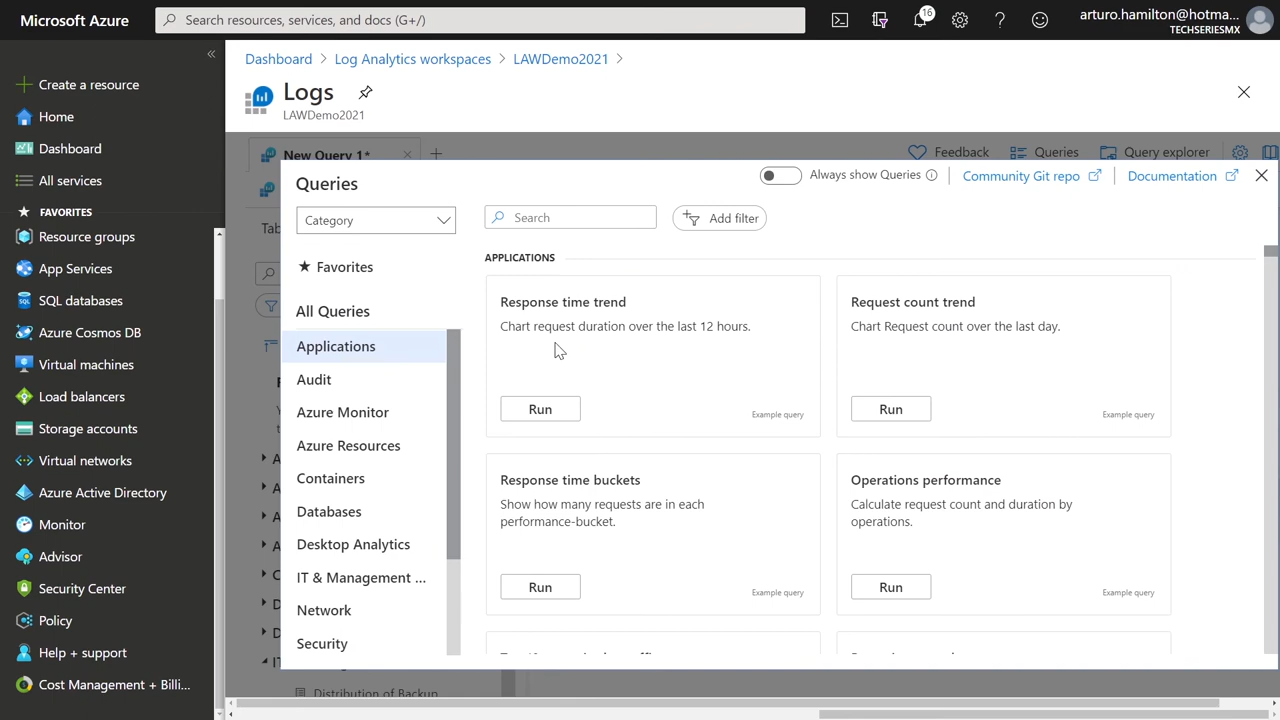 Microsoft Azure
Search resources, services, and docs (G+/)
16
arturo.hamilton@hotma...
TECHSERIESMX
Create a resource
Home
Dashboard
All services
FAVORITES
Resource groups
App Services
SQL databases
Azure Cosmos DB
Virtual machines
Load balancers
Storage accounts
Virtual networks
Azure Active Directory
Monitor
Advisor
Security Center
Policy
Help + support
Cost Management + Billi...
Dashboard > Log Analytics workspaces > LAWDemo2021 >
Logs
LAWDemo2021
New Query 1*
Feedback
Queries
Query explorer
Queries
Always show Queries
Community Git repo
Documentation
Category
Search
Add filter
Favorites
All Queries
Applications
Audit
Azure Monitor
Azure Resources
Containers
Databases
Desktop Analytics
IT & Management ...
Network
Security
APPLICATIONS
Response time trend
Chart request duration over the last 12 hours.
Run
Example query
Request count trend
Chart Request count over the last day.
Run
Example query
Response time buckets
Show how many requests are in each
performance-bucket.
Run
Example query
Operations performance
Calculate request count and duration by
operations.
Run
Example query
Distribution of Backup